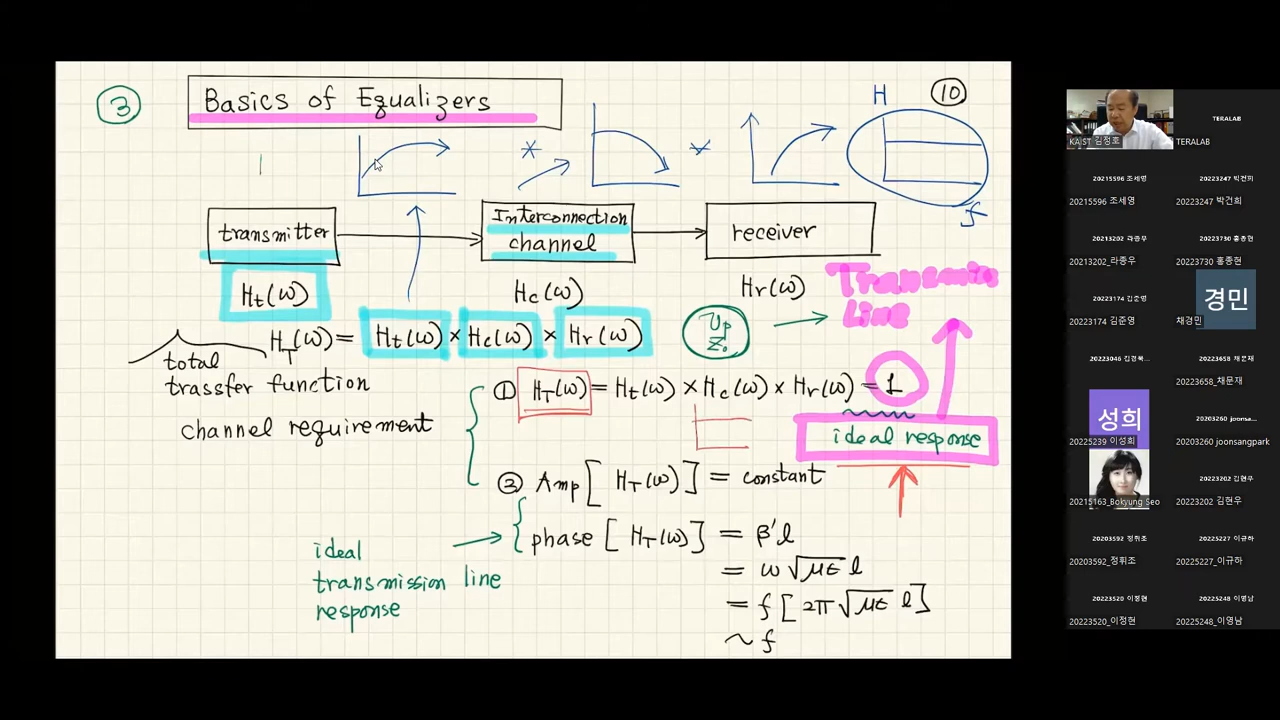 ③
Basics of Equalizers
⑩
H
*
*
f
transmitter
Interconnection
channel
receiver
Ht(ω)
Hc(ω)
Hr(ω)
Transmission
Line
HT(ω) = Ht(ω) × Hc(ω) × Hr(ω)
Vp
Z0
total
trassfer function
channel requirement
① HT(ω) = Ht(ω) × Hc(ω) × Hr(ω) = 1
ideal response
② Amp [ HT(ω) ] = constant
phase [ HT(ω) ] = β'l
= ω √με l
= f [ 2π √με l ]
~ f
ideal
transmission line
response
KAIST 김정호
TERALAB
TERALAB
20215596 조세영
20215596 조세영
20223247 박건희
20223247 박건희
20213202 라종우
20213202_라종우
20223730 홍종현
20223730 홍종현
20223174 김준영
20223174 김준영
경민
채경민
20223046 김경목...
20223658 채문재
20223658_채문재
성희
20225239 이성희
20203260 joonsa...
20203260 joonsangpark
20215163_Bokyung Seo
20223202 김현우
20223202 김현우
20203592 정휘조
20203592_정휘조
20225227 이규하
20225227_이규하
20223520 이정현
20223520_이정현
20225248 이영남
20225248_이영남